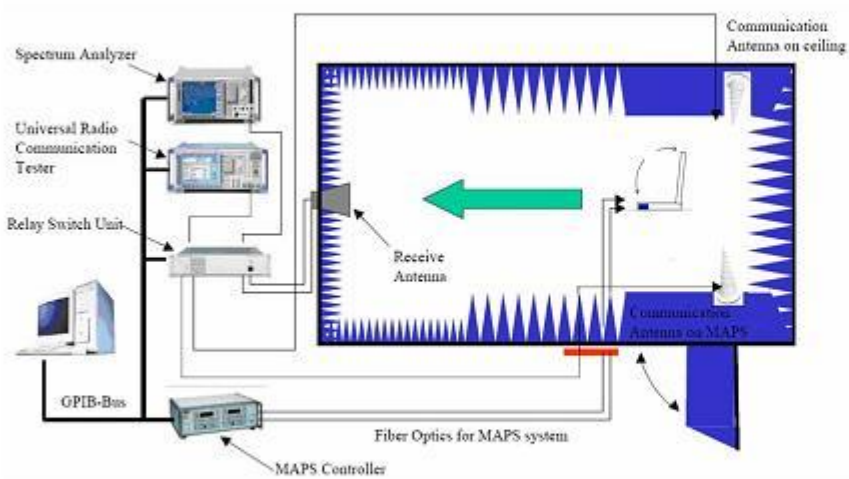 Communication
Antenna on ceiling
Spectrum Analyzer
Universal Radio
Communication
Tester
Relay Switch Unit
Receive
Antenna
Communication
Antenna on MAPS
GPIB-Bus
Fiber Optics for MAPS system
MAPS Controller